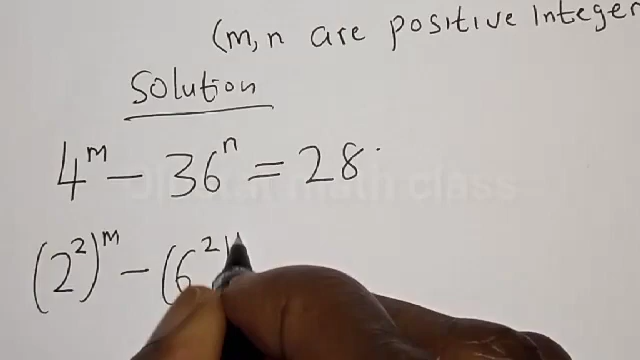 (m, n are positive Integer
Solution
4^m - 36^n = 28.
(2^2)^m - (6^2)